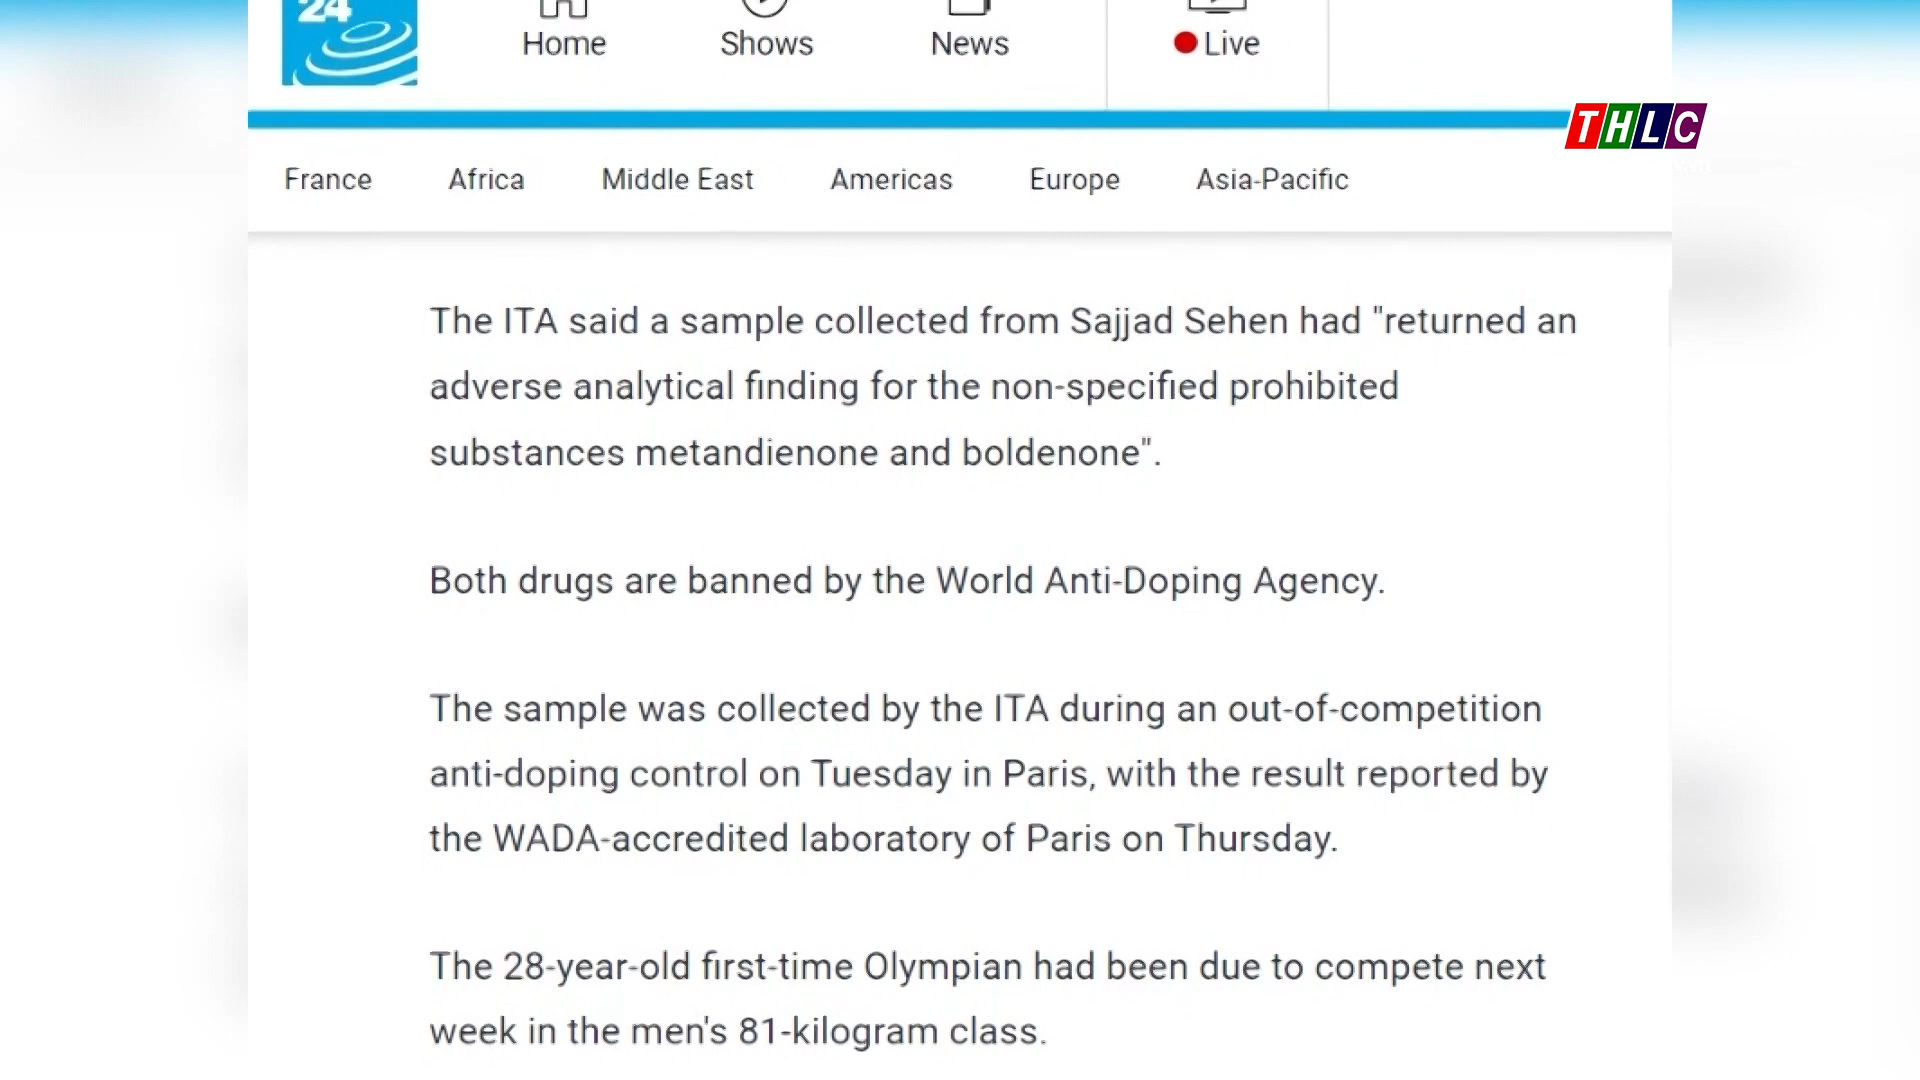 24
Home
Shows
News
Live
THLC
France
Africa
Middle East
Americas
Europe
Asia-Pacific
The ITA said a sample collected from Sajjad Sehen had "returned an
adverse analytical finding for the non-specified prohibited
substances metandienone and boldenone".
Both drugs are banned by the World Anti-Doping Agency.
The sample was collected by the ITA during an out-of-competition
anti-doping control on Tuesday in Paris, with the result reported by
the WADA-accredited laboratory of Paris on Thursday.
The 28-year-old first-time Olympian had been due to compete next
week in the men's 81-kilogram class.